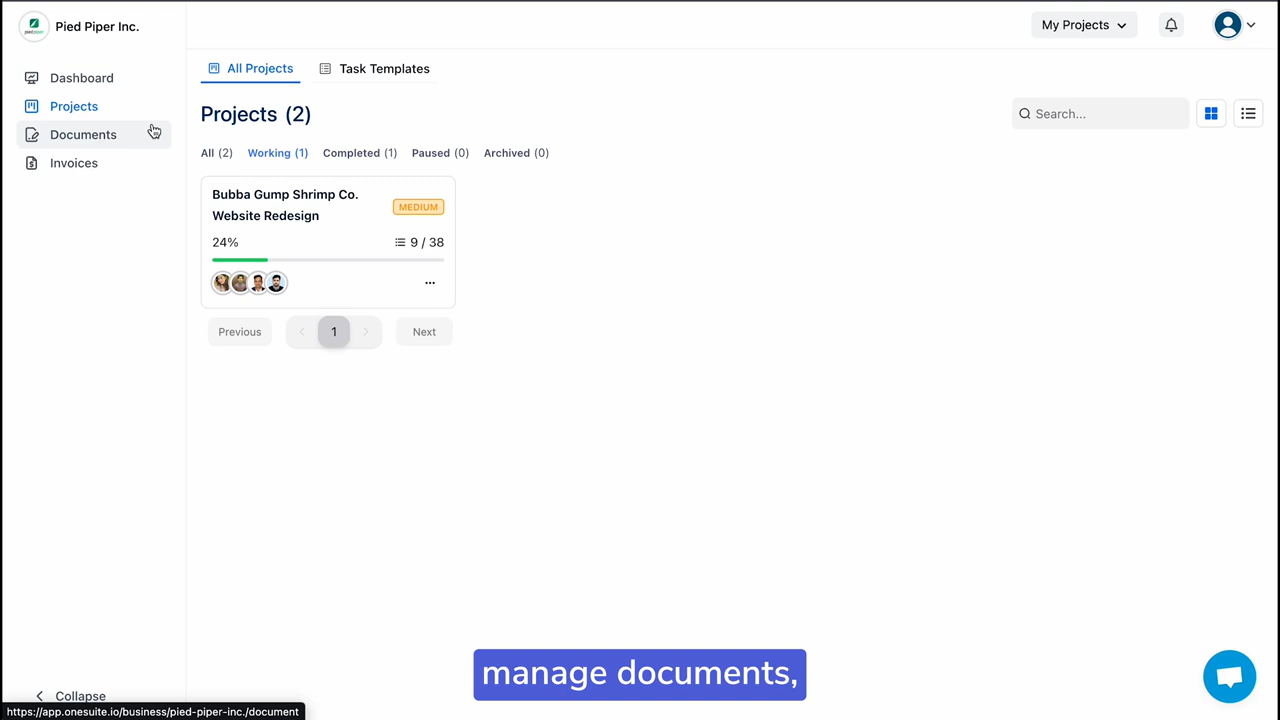 Pied Piper Inc.
My Projects
Dashboard
Projects
Documents
Invoices
All Projects
Task Templates
Projects (2)
Search...
All (2) Working (1) Completed (1) Paused (0) Archived (0)
Bubba Gump Shrimp Co.
Website Redesign
MEDIUM
24% 9 / 38
Previous 1 Next
manage documents,
Collapse
https://app.onesuite.io/business/pied-piper-inc./document